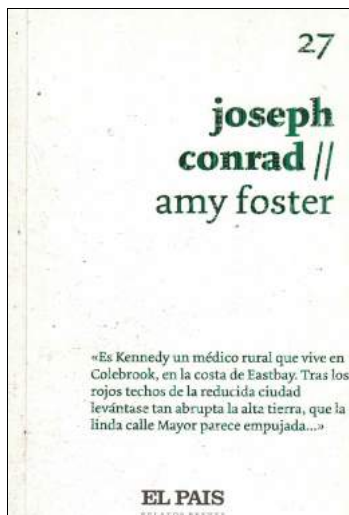 27
joseph
conrad //
amy foster
«Es Kennedy un médico rural que vive en
Colebrook, en la costa de Eastbay. Tras los
rojos techos de la reducida ciudad
levántase tan abrupta la alta tierra, que la
linda calle Mayor parece empujada...»
EL PAIS
RELATOS BREVES